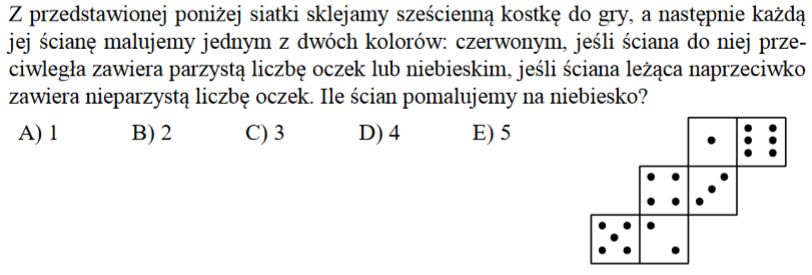 Z przedstawionej poniżej siatki sklejamy sześcienną kostkę do gry, a następnie każdą
jej ścianę malujemy jednym z dwóch kolorów: czerwonym, jeśli ściana do niej prze-
ciwległa zawiera parzystą liczbę oczek lub niebieskim, jeśli ściana leżąca naprzeciwko
zawiera nieparzystą liczbę oczek. Ile ścian pomalujemy na niebiesko?
A) 1 B) 2 C) 3 D) 4 E) 5